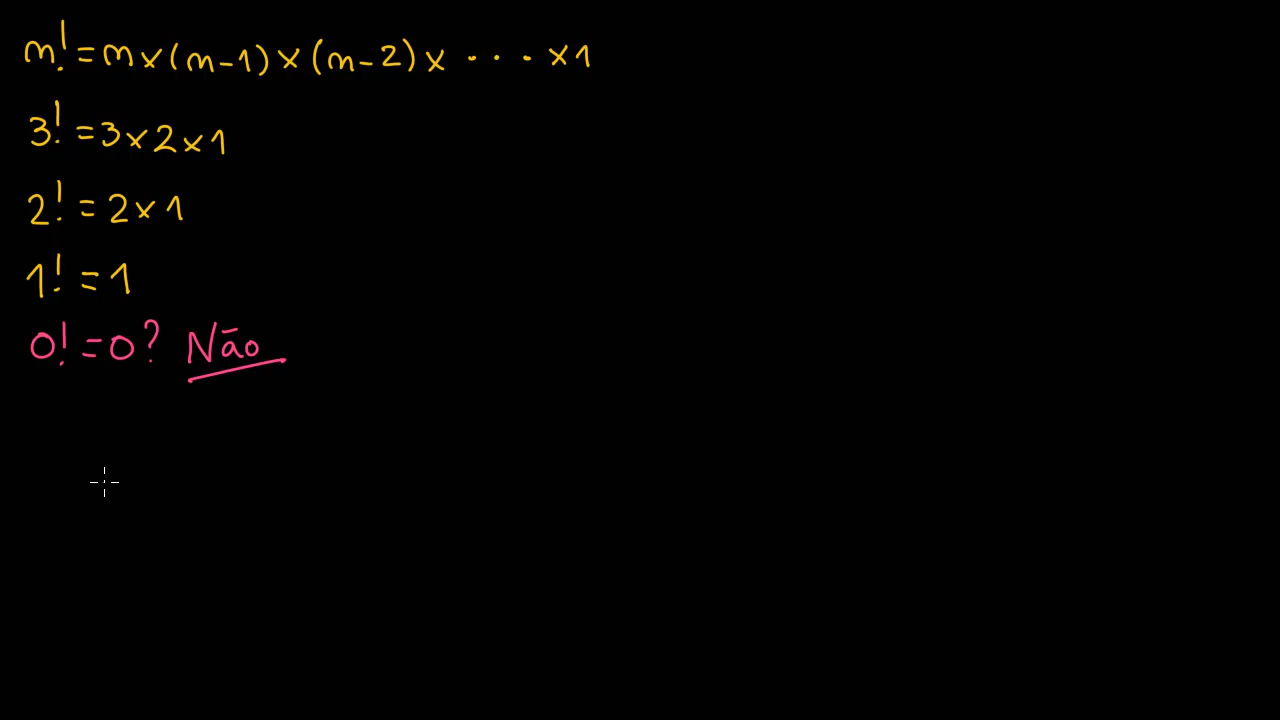 n! = n × (n-1) × (n-2) × ... × 1
3! = 3 × 2 × 1
2! = 2 × 1
1! = 1
0! = 0? Não